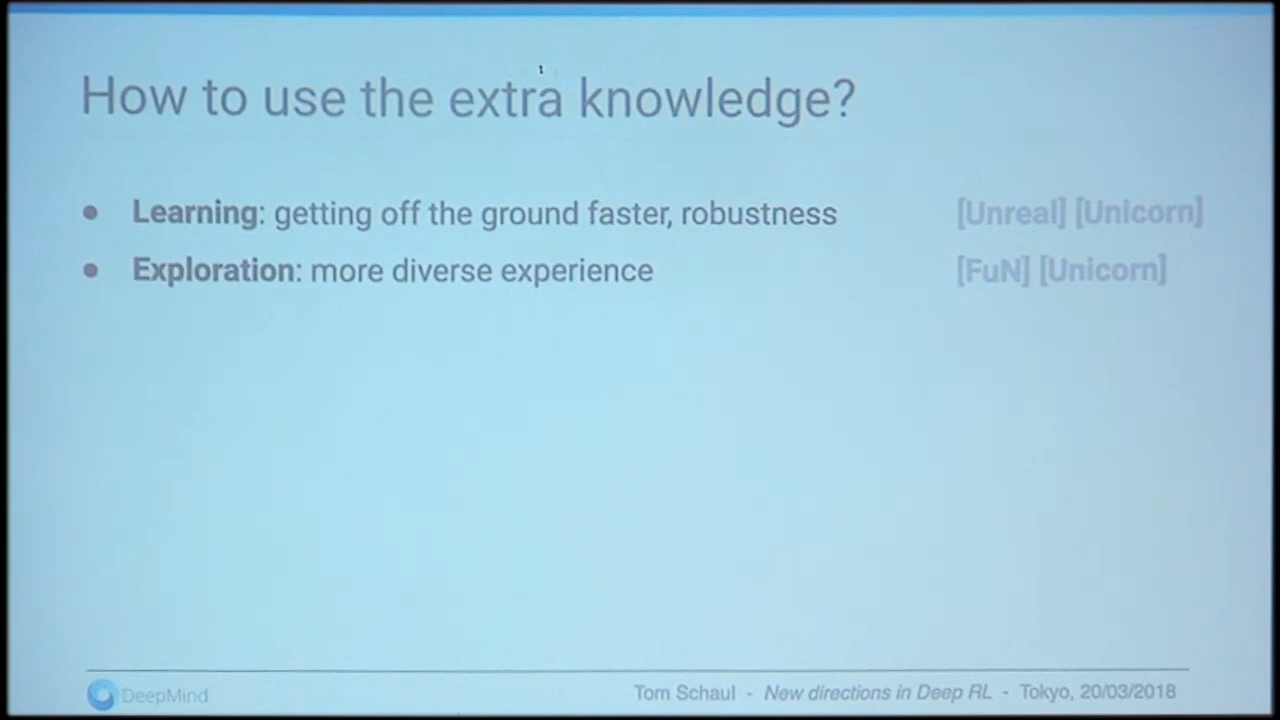 How to use the extra knowledge?
● Learning: getting off the ground faster, robustness [Unreal] [Unicorn]
● Exploration: more diverse experience [FuN] [Unicorn]
DeepMind
Tom Schaul - New directions in Deep RL - Tokyo, 20/03/2018